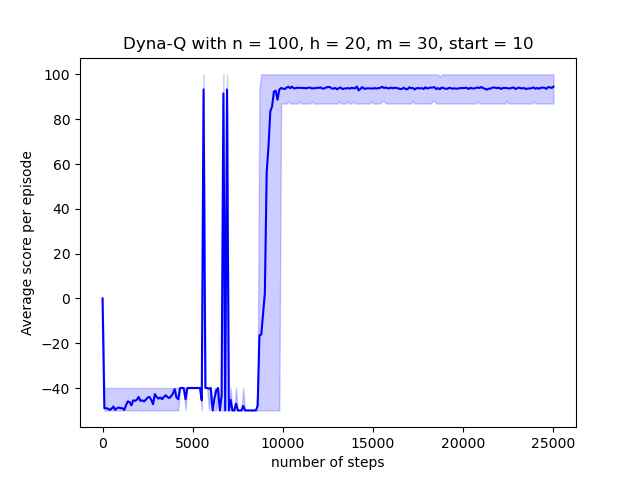 Dyna-Q with n = 100, h = 20, m = 30, start = 10
100
80
60
40
20
0
−20
−40
Average score per episode
0 5000 10000 15000 20000 25000
number of steps